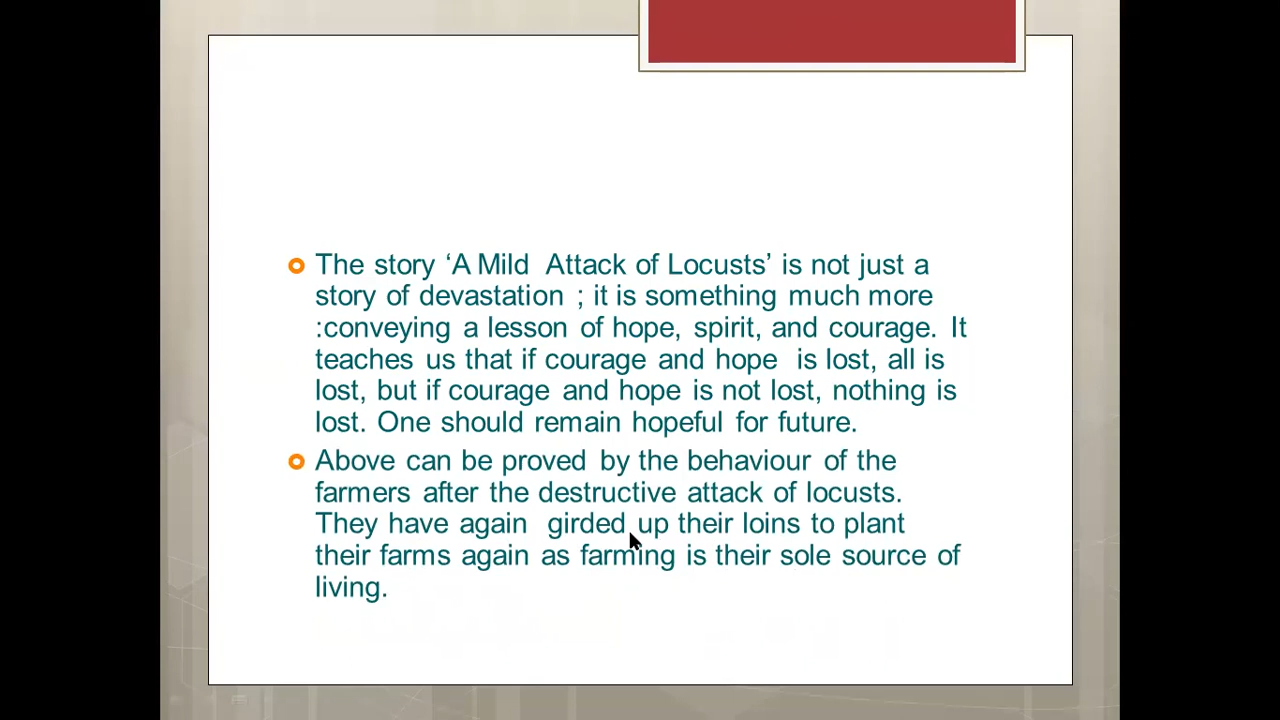 The story ‘A Mild Attack of Locusts’ is not just a
story of devastation ; it is something much more
:conveying a lesson of hope, spirit, and courage. It
teaches us that if courage and hope is lost, all is
lost, but if courage and hope is not lost, nothing is
lost. One should remain hopeful for future.
Above can be proved by the behaviour of the
farmers after the destructive attack of locusts.
They have again girded up their loins to plant
their farms again as farming is their sole source of
living.